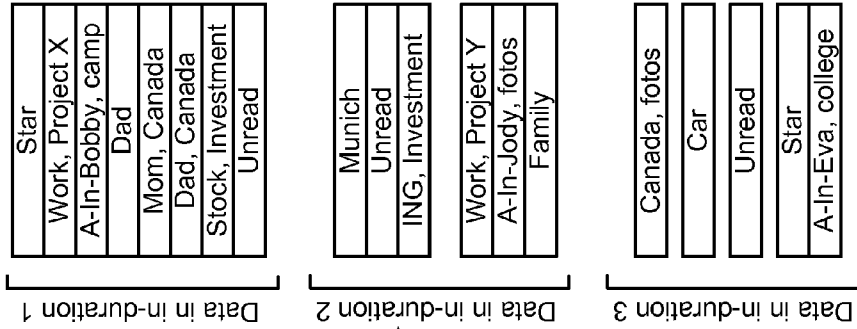 Star
Work, Project X
A-In-Bobby, camp
Dad
Mom, Canada
Dad, Canada
Stock, Investment
Unread
Data in in-duration 1
Munich
Unread
ING, Investment
Work, Project Y
A-In-Jody, fotos
Family
Data in in-duration 2
Canada, fotos
Car
Unread
Star
A-In-Eva, college
Data in in-duration 3